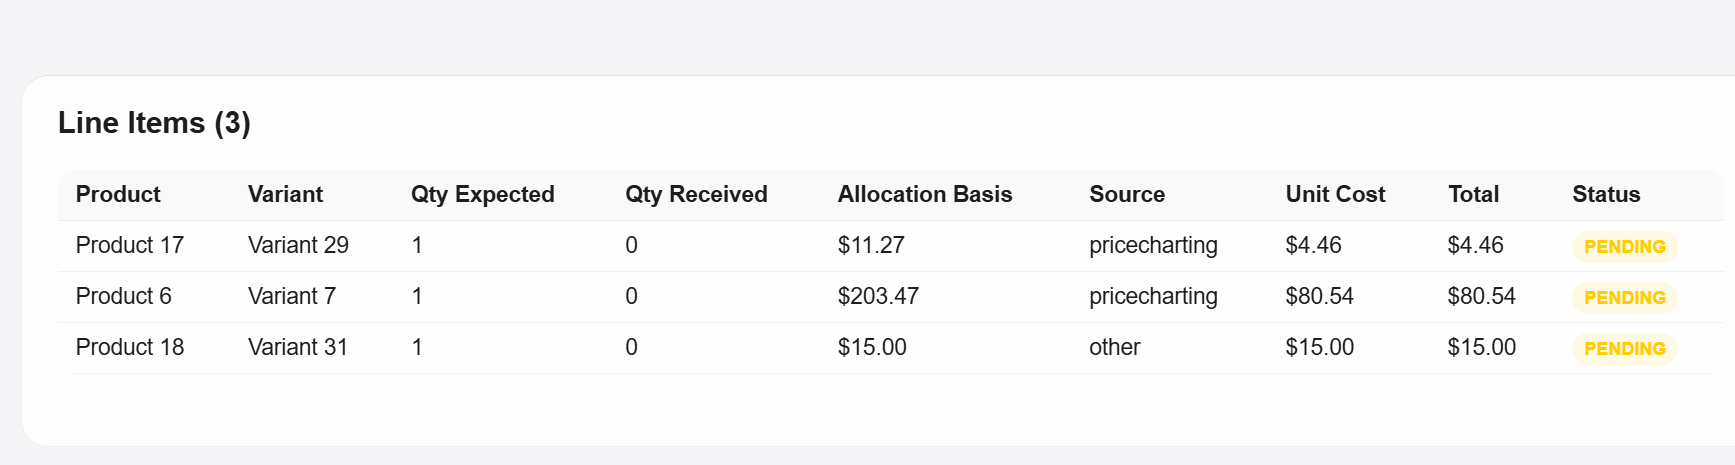 Line Items (3)
Product Variant Qty Expected Qty Received Allocation Basis Source Unit Cost Total Status
Product 17 Variant 29 1 0 $11.27 pricecharting $4.46 $4.46 PENDING
Product 6 Variant 7 1 0 $203.47 pricecharting $80.54 $80.54 PENDING
Product 18 Variant 31 1 0 $15.00 other $15.00 $15.00 PENDING